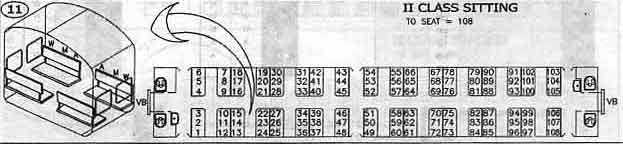 11
II CLASS SITTING
TO SEAT = 108
W M A
A M W
6 7 18 19 30 31 42 43 54 55 66 67 78 79 90 91 102 103
5 8 17 20 29 32 41 44 53 56 65 68 77 80 89 92 101 104
4 9 16 21 28 33 40 45 52 57 64 69 76 81 88 93 100 105
VB VB
3 10 15 22 27 34 39 46 51 58 63 70 75 82 87 94 99 106
2 11 14 23 26 35 38 47 50 59 62 71 74 83 86 95 98 107
1 12 13 24 25 36 37 48 49 60 61 72 73 84 85 96 97 108